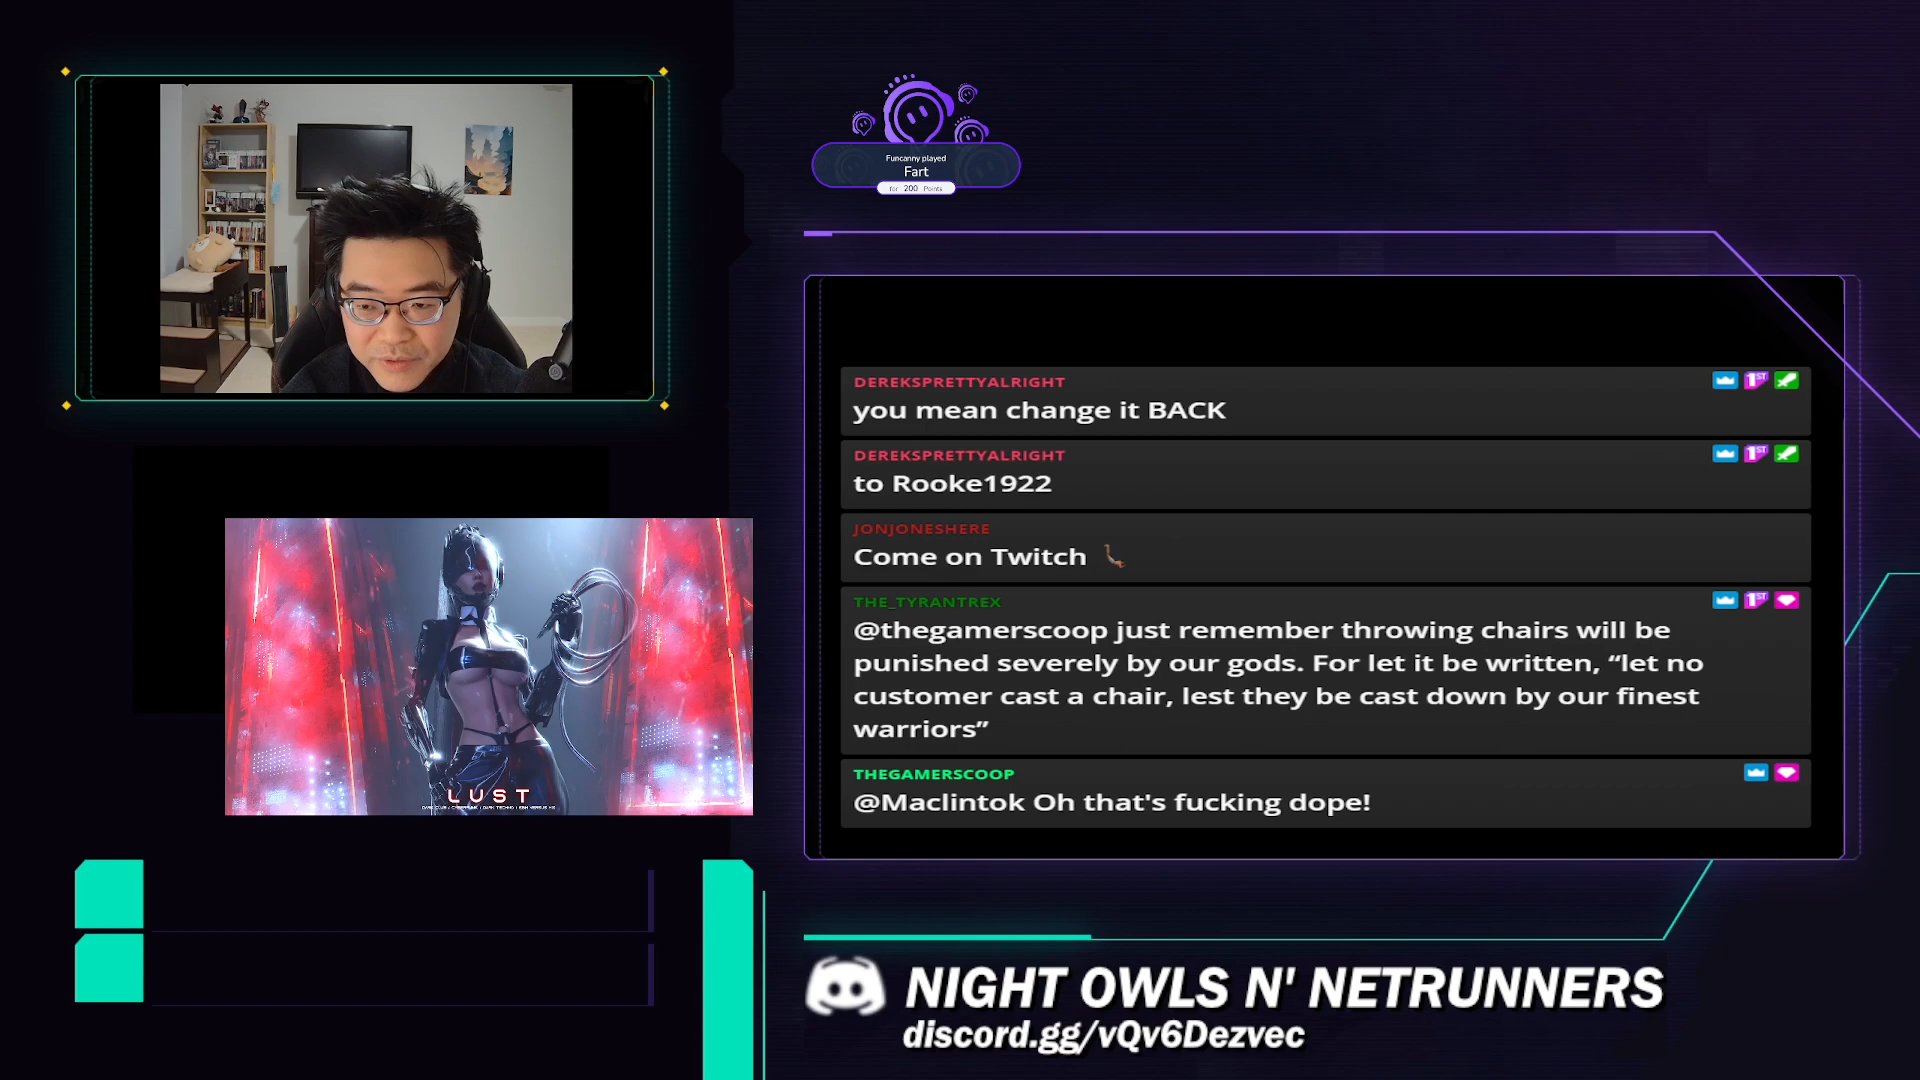 Funcanny played
Fart
for 200 Points
DEREKSPRETTYALRIGHT
you mean change it BACK
DEREKSPRETTYALRIGHT
to Rooke1922
JONJONESHERE
Come on Twitch
THE_TYRANTREX
@thegamerscoop just remember throwing chairs will be
punished severely by our gods. For let it be written, “let no
customer cast a chair, lest they be cast down by our finest
warriors”
THEGAMERSCOOP
@Maclintok Oh that's fucking dope!
LUST
NIGHT OWLS N' NETRUNNERS
discord.gg/vQv6Dezvec